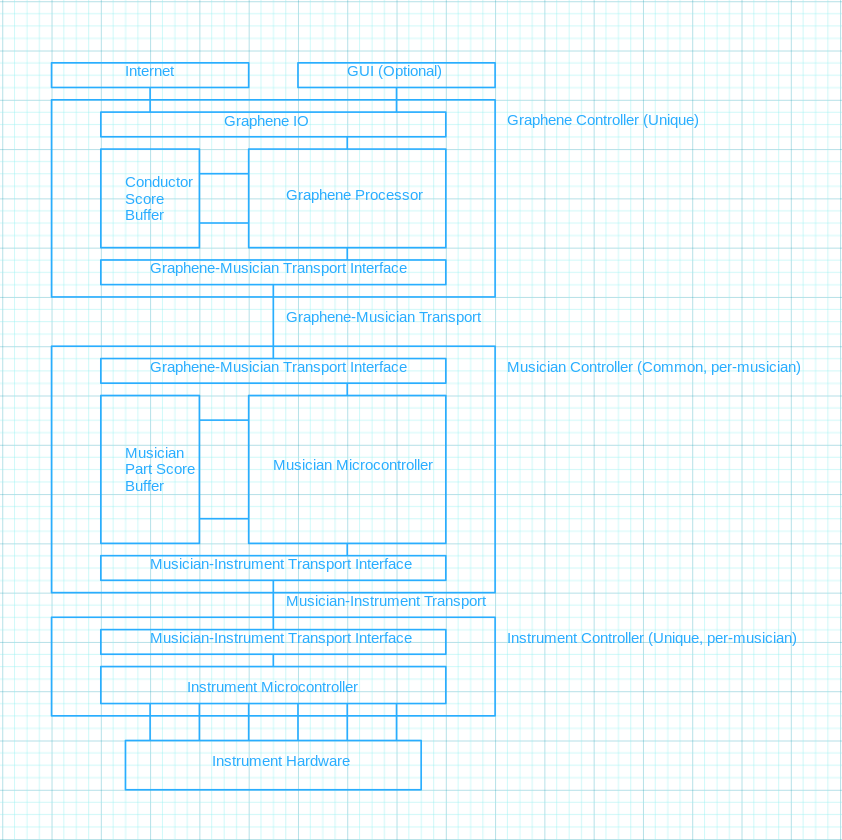 Internet
GUI (Optional)
Graphene IO
Graphene Controller (Unique)
Conductor
Score
Buffer
Graphene Processor
Graphene-Musician Transport Interface
Graphene-Musician Transport
Graphene-Musician Transport Interface
Musician Controller (Common, per-musician)
Musician
Part Score
Buffer
Musician Microcontroller
Musician-Instrument Transport Interface
Musician-Instrument Transport
Musician-Instrument Transport Interface
Instrument Controller (Unique, per-musician)
Instrument Microcontroller
Instrument Hardware